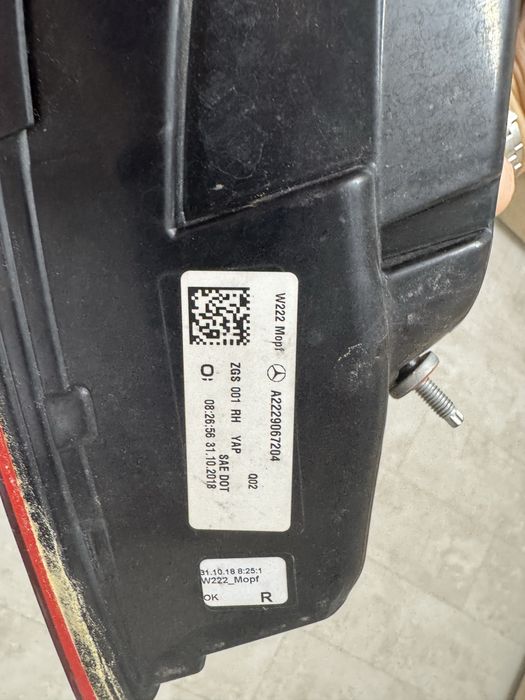 W222 Mopf
A2229067204
Q02
ZGS 001 RH YAP
SAE DOT
08:26:56 31.10.2018
31.10.18 8:25:1
W222_Mopf
OK R